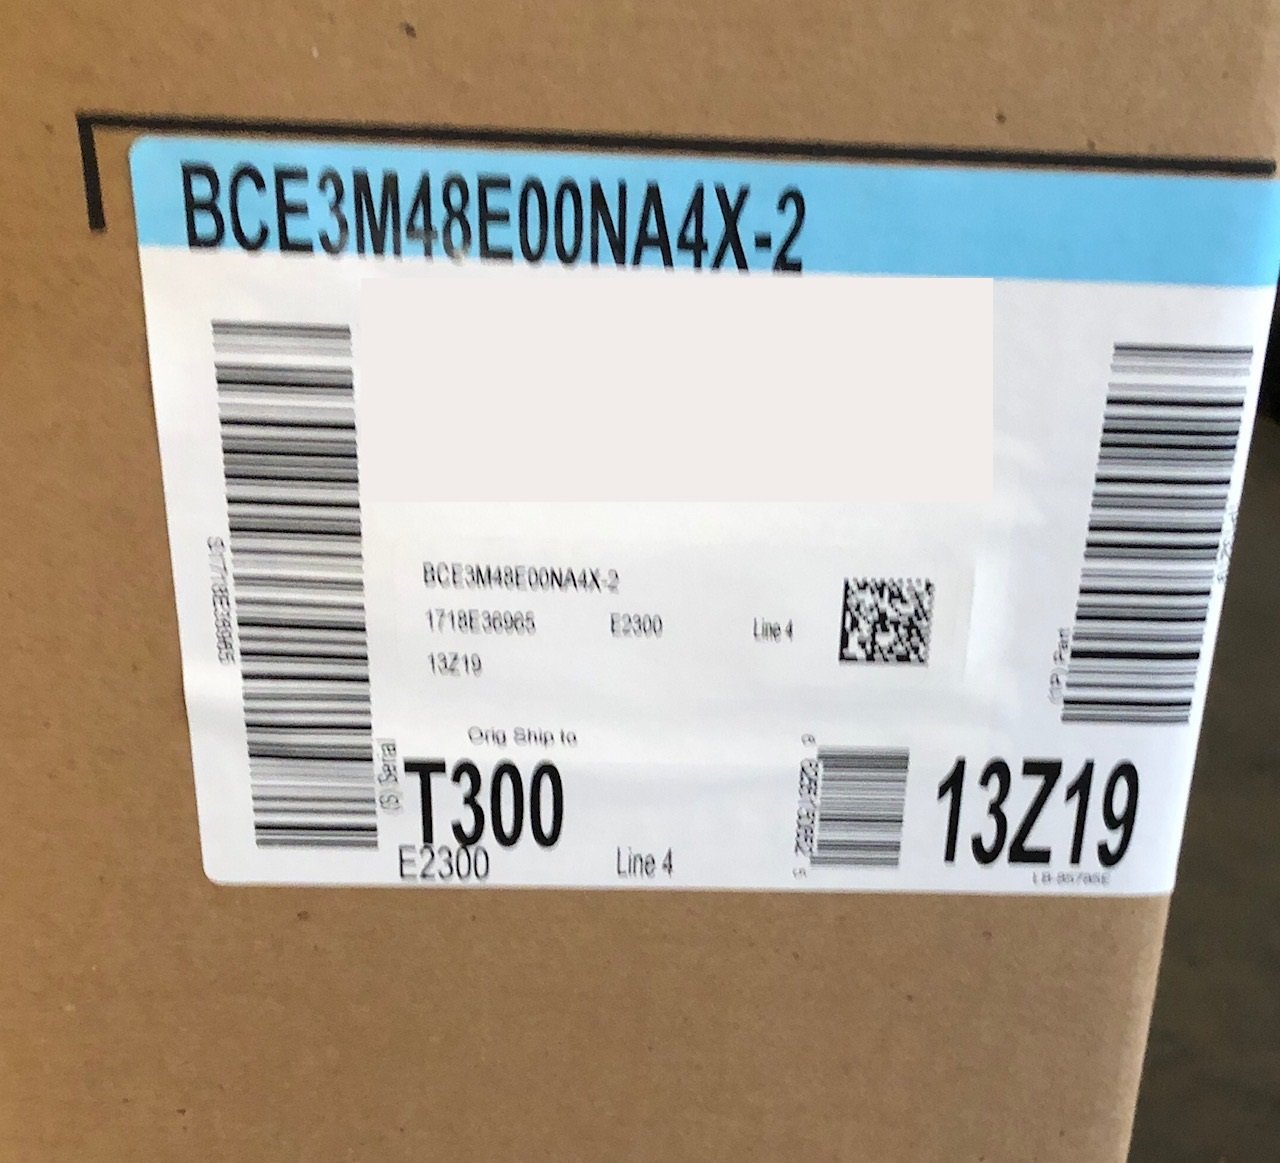 BCE3M48E00NA4X-2
BCE3M48E00NA4X-2
1718E36965 E2300 Line 4
13Z19
Orig Ship to
T300
13Z19
E2300 Line 4
(S) Serial
S1718E36965
(1P) Part